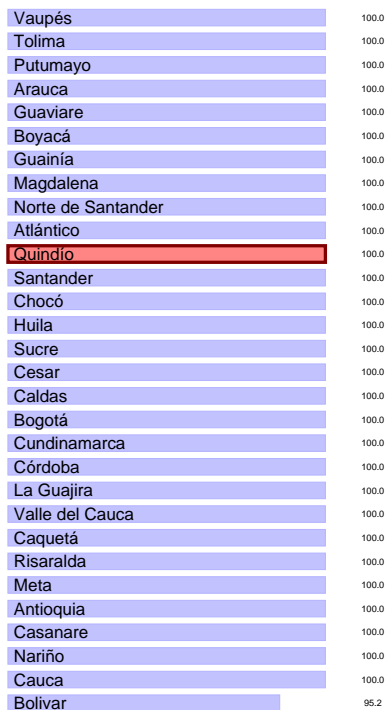 Vaupés 100.0
Tolima 100.0
Putumayo 100.0
Arauca 100.0
Guaviare 100.0
Boyacá 100.0
Guainía 100.0
Magdalena 100.0
Norte de Santander 100.0
Atlántico 100.0
Quindío 100.0
Santander 100.0
Chocó 100.0
Huila 100.0
Sucre 100.0
Cesar 100.0
Caldas 100.0
Bogotá 100.0
Cundinamarca 100.0
Córdoba 100.0
La Guajira 100.0
Valle del Cauca 100.0
Caquetá 100.0
Risaralda 100.0
Meta 100.0
Antioquia 100.0
Casanare 100.0
Nariño 100.0
Cauca 100.0
Bolivar 95.2